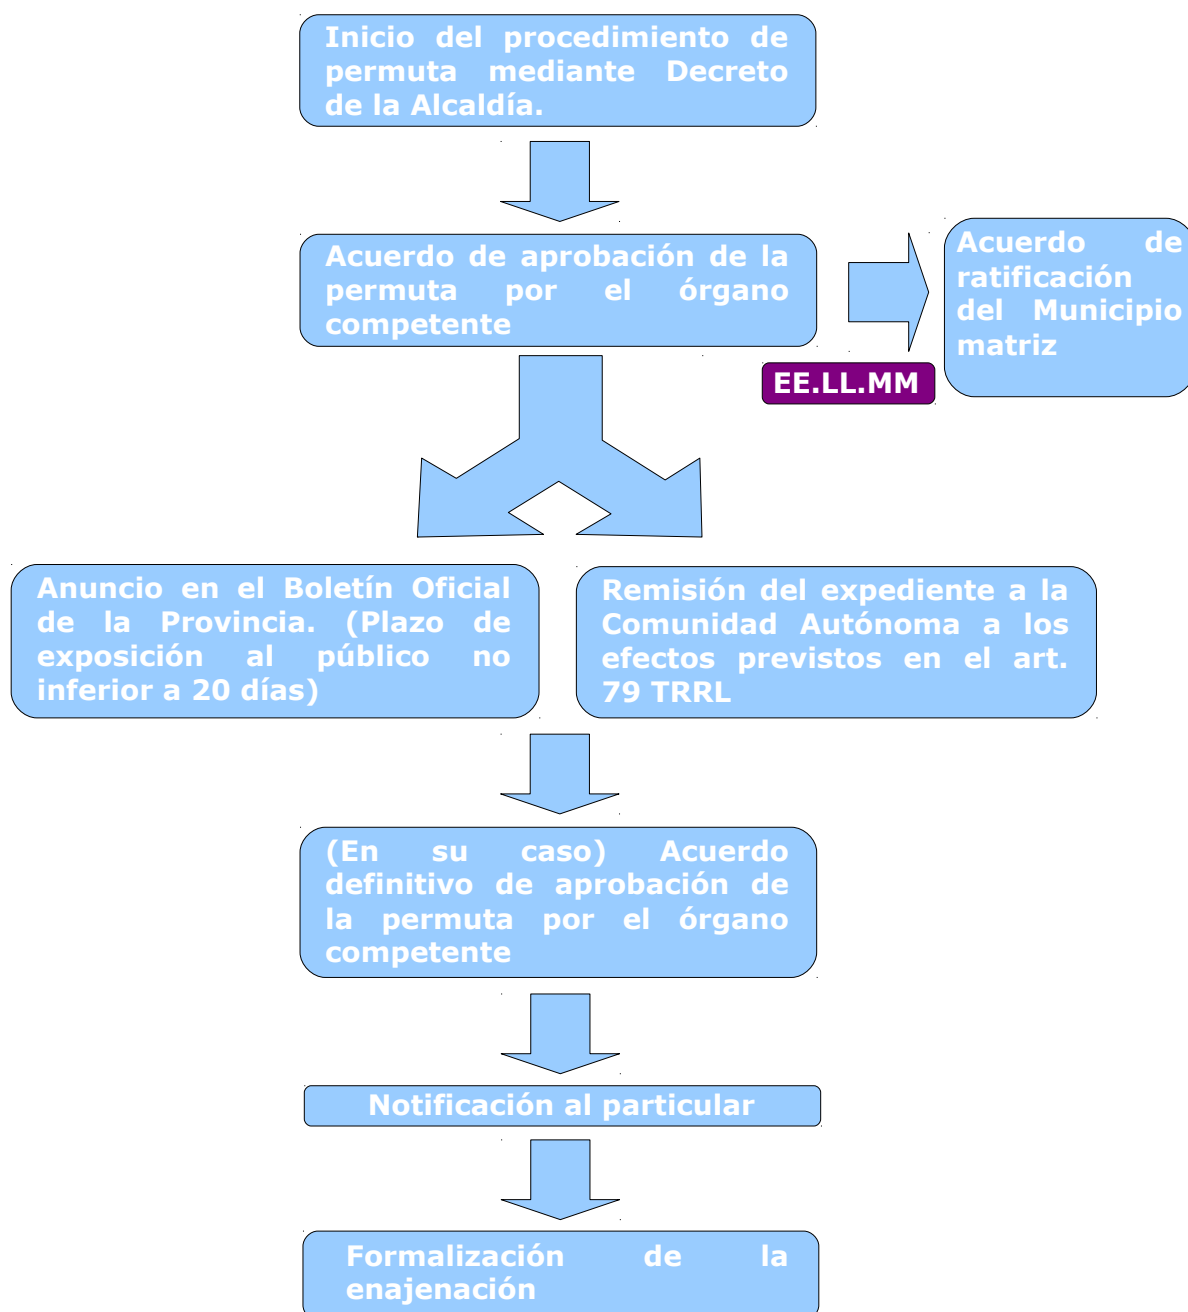 Inicio del procedimiento de
permuta mediante Decreto
de la Alcaldía.
Acuerdo de aprobación de la
permuta por el órgano
competente
Acuerdo de
ratificación
del Municipio
matriz
EE.LL.MM
Anuncio en el Boletín Oficial
de la Provincia. (Plazo de
exposición al público no
inferior a 20 días)
Remisión del expediente a la
Comunidad Autónoma a los
efectos previstos en el art.
79 TRRL
(En su caso) Acuerdo
definitivo de aprobación de
la permuta por el órgano
competente
Notificación al particular
Formalización de la
enajenación